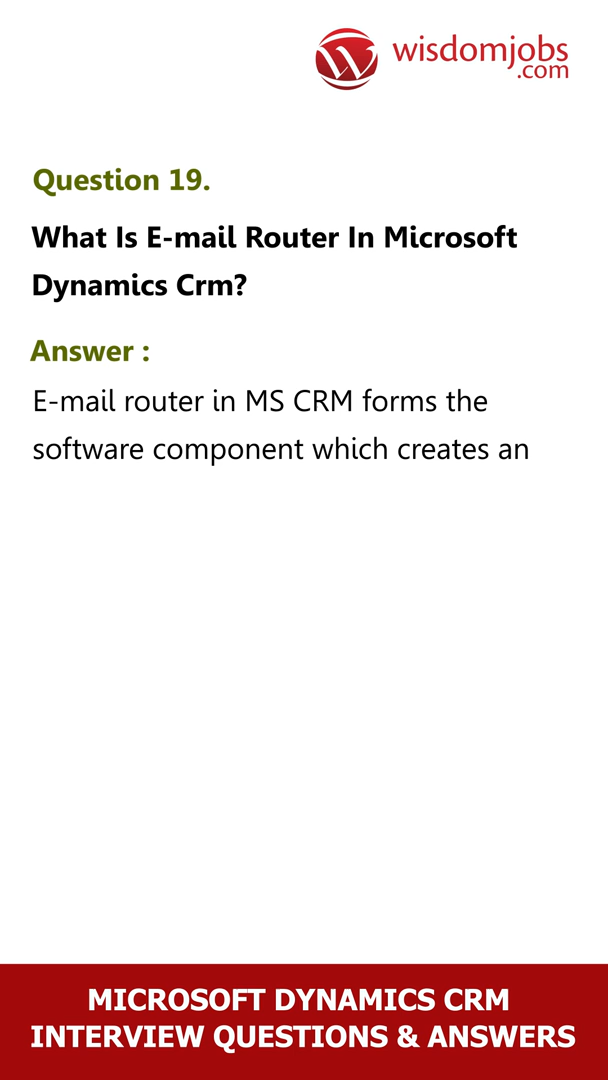 wisdomjobs
.com
Question 19.
What Is E-mail Router In Microsoft
Dynamics Crm?
Answer :
E-mail router in MS CRM forms the
software component which creates an
MICROSOFT DYNAMICS CRM
INTERVIEW QUESTIONS & ANSWERS